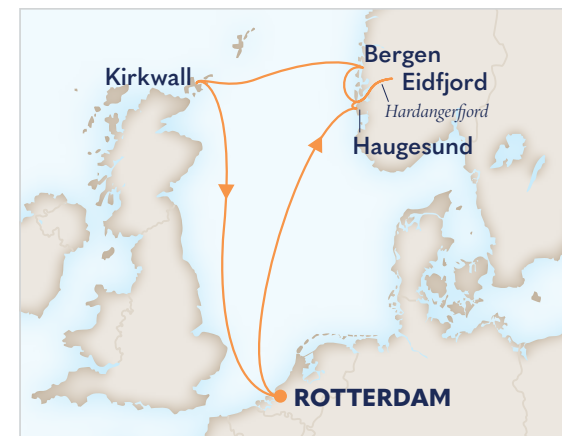 Bergen
Kirkwall
Eidfjord
Hardangerfjord
Haugesund
ROTTERDAM